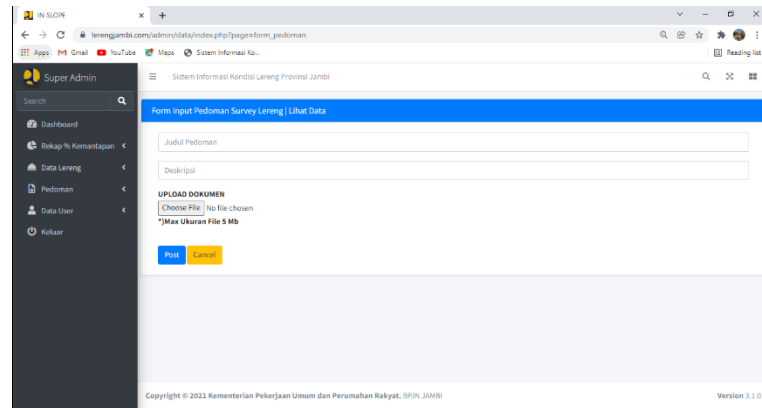 IN-SLOPE
lerengjambi.com/admin/data/index.php?page=form_pedoman
Apps Gmail YouTube Maps Sistem Informasi Ko... Reading list
Super Admin
Sistem Informasi Kondisi Lereng Provinsi Jambi
Search
Form Input Pedoman Survey Lereng | Lihat Data
Dashboard
Judul Pedoman
Rekap % Kemantapan
Data Lereng
Deskripsi
Pedoman
UPLOAD DOKUMEN
Data User
Choose File No file chosen
*)Max Ukuran File 5 Mb
Keluar
Post Cancel
Copyright © 2021 Kementerian Pekerjaan Umum dan Perumahan Rakyat. BPJN JAMBI Version 3.1.0